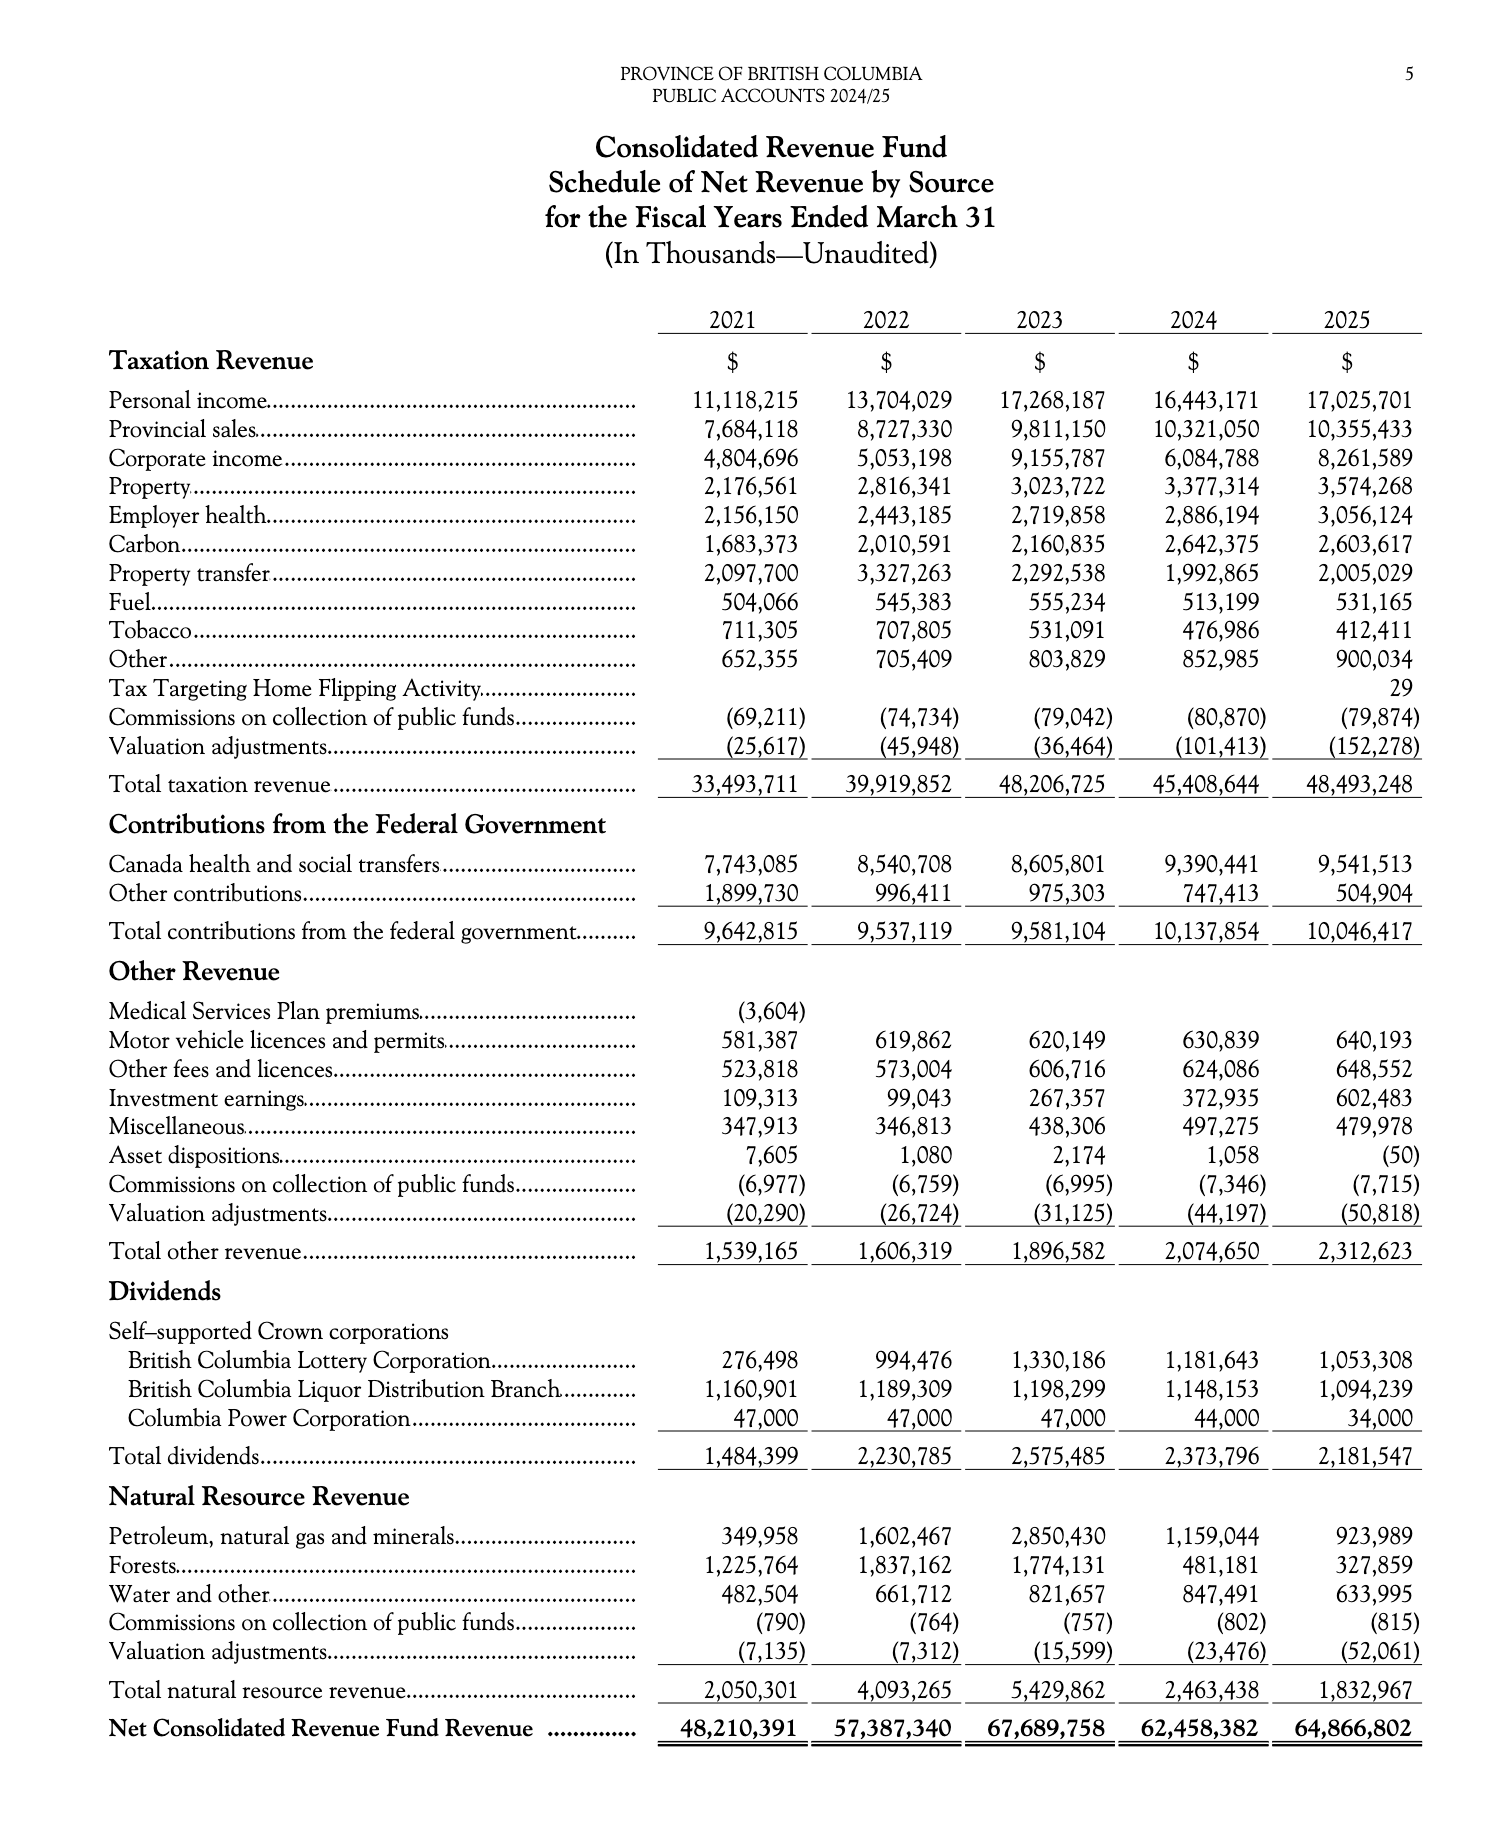 PROVINCE OF BRITISH COLUMBIA 5
PUBLIC ACCOUNTS 2024/25
Consolidated Revenue Fund
Schedule of Net Revenue by Source
for the Fiscal Years Ended March 31
(In Thousands—Unaudited)
2021 2022 2023 2024 2025
Taxation Revenue $ $ $ $ $
Personal income 11,118,215 13,704,029 17,268,187 16,443,171 17,025,701
Provincial sales 7,684,118 8,727,330 9,811,150 10,321,050 10,355,433
Corporate income 4,804,696 5,053,198 9,155,787 6,084,788 8,261,589
Property 2,176,561 2,816,341 3,023,722 3,377,314 3,574,268
Employer health 2,156,150 2,443,185 2,719,858 2,886,194 3,056,124
Carbon 1,683,373 2,010,591 2,160,835 2,642,375 2,603,617
Property transfer 2,097,700 3,327,263 2,292,538 1,992,865 2,005,029
Fuel 504,066 545,383 555,234 513,199 531,165
Tobacco 711,305 707,805 531,091 476,986 412,411
Other 652,355 705,409 803,829 852,985 900,034
Tax Targeting Home Flipping Activity 29
Commissions on collection of public funds (69,211) (74,734) (79,042) (80,870) (79,874)
Valuation adjustments (25,617) (45,948) (36,464) (101,413) (152,278)
Total taxation revenue 33,493,711 39,919,852 48,206,725 45,408,644 48,493,248
Contributions from the Federal Government
Canada health and social transfers 7,743,085 8,540,708 8,605,801 9,390,441 9,541,513
Other contributions 1,899,730 996,411 975,303 747,413 504,904
Total contributions from the federal government 9,642,815 9,537,119 9,581,104 10,137,854 10,046,417
Other Revenue
Medical Services Plan premiums (3,604)
Motor vehicle licences and permits 581,387 619,862 620,149 630,839 640,193
Other fees and licences 523,818 573,004 606,716 624,086 648,552
Investment earnings 109,313 99,043 267,357 372,935 602,483
Miscellaneous 347,913 346,813 438,306 497,275 479,978
Asset dispositions 7,605 1,080 2,174 1,058 (50)
Commissions on collection of public funds (6,977) (6,759) (6,995) (7,346) (7,715)
Valuation adjustments (20,290) (26,724) (31,125) (44,197) (50,818)
Total other revenue 1,539,165 1,606,319 1,896,582 2,074,650 2,312,623
Dividends
Self–supported Crown corporations
British Columbia Lottery Corporation 276,498 994,476 1,330,186 1,181,643 1,053,308
British Columbia Liquor Distribution Branch 1,160,901 1,189,309 1,198,299 1,148,153 1,094,239
Columbia Power Corporation 47,000 47,000 47,000 44,000 34,000
Total dividends 1,484,399 2,230,785 2,575,485 2,373,796 2,181,547
Natural Resource Revenue
Petroleum, natural gas and minerals 349,958 1,602,467 2,850,430 1,159,044 923,989
Forests 1,225,764 1,837,162 1,774,131 481,181 327,859
Water and other 482,504 661,712 821,657 847,491 633,995
Commissions on collection of public funds (790) (764) (757) (802) (815)
Valuation adjustments (7,135) (7,312) (15,599) (23,476) (52,061)
Total natural resource revenue 2,050,301 4,093,265 5,429,862 2,463,438 1,832,967
Net Consolidated Revenue Fund Revenue 48,210,391 57,387,340 67,689,758 62,458,382 64,866,802